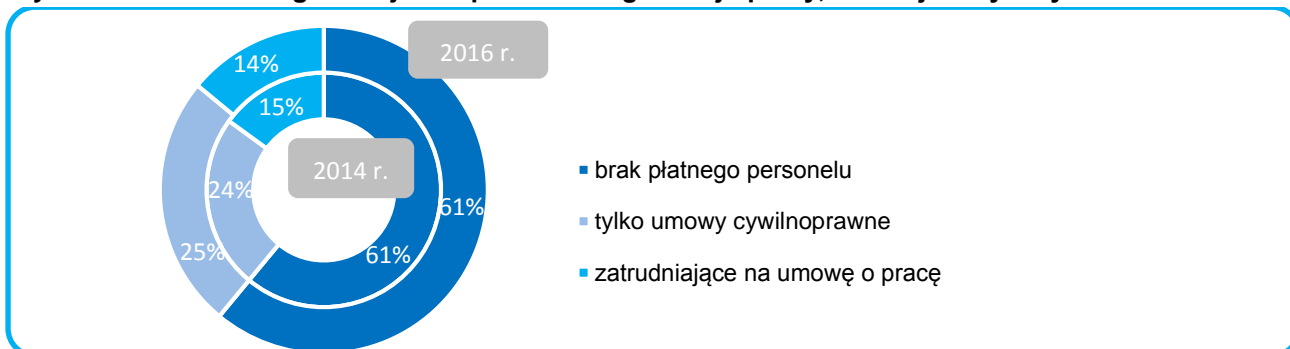 2016 r.
14%
15%
2014 r.
brak płatnego personelu
24%
61%
tylko umowy cywilnoprawne
25%
61%
zatrudniające na umowę o pracę